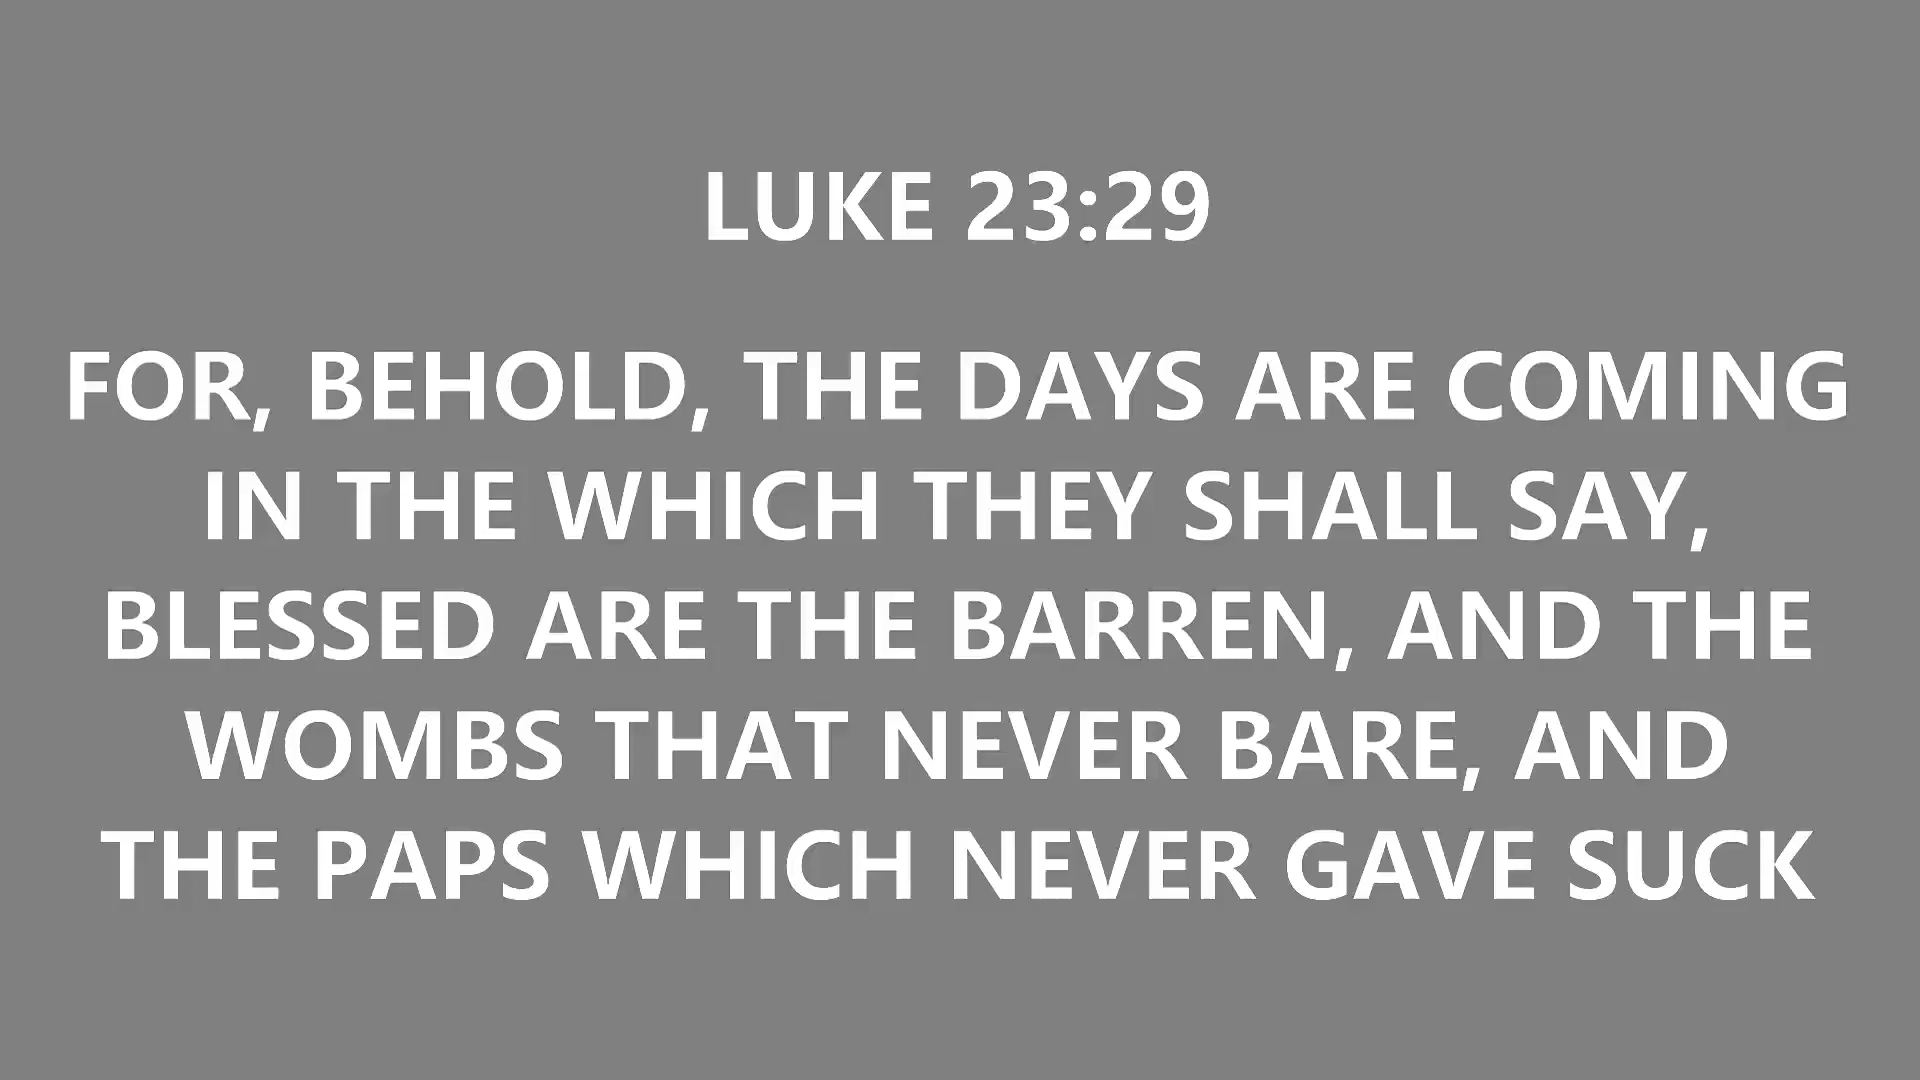 LUKE 23:29
FOR, BEHOLD, THE DAYS ARE COMING
IN THE WHICH THEY SHALL SAY,
BLESSED ARE THE BARREN, AND THE
WOMBS THAT NEVER BARE, AND
THE PAPS WHICH NEVER GAVE SUCK